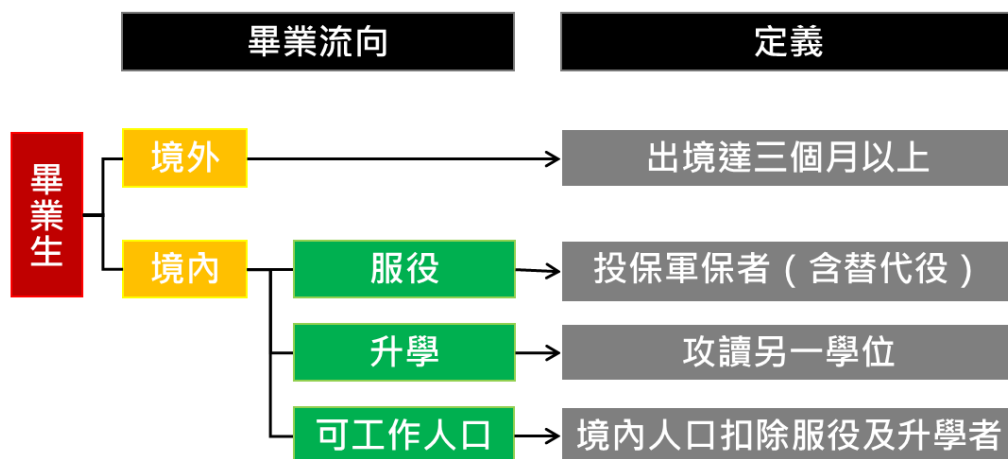 畢業流向
定義
畢業生
境外
出境達三個月以上
境內
服役
投保軍保者(含替代役)
升學
攻讀另一學位
可工作人口
境內人口扣除服役及升學者